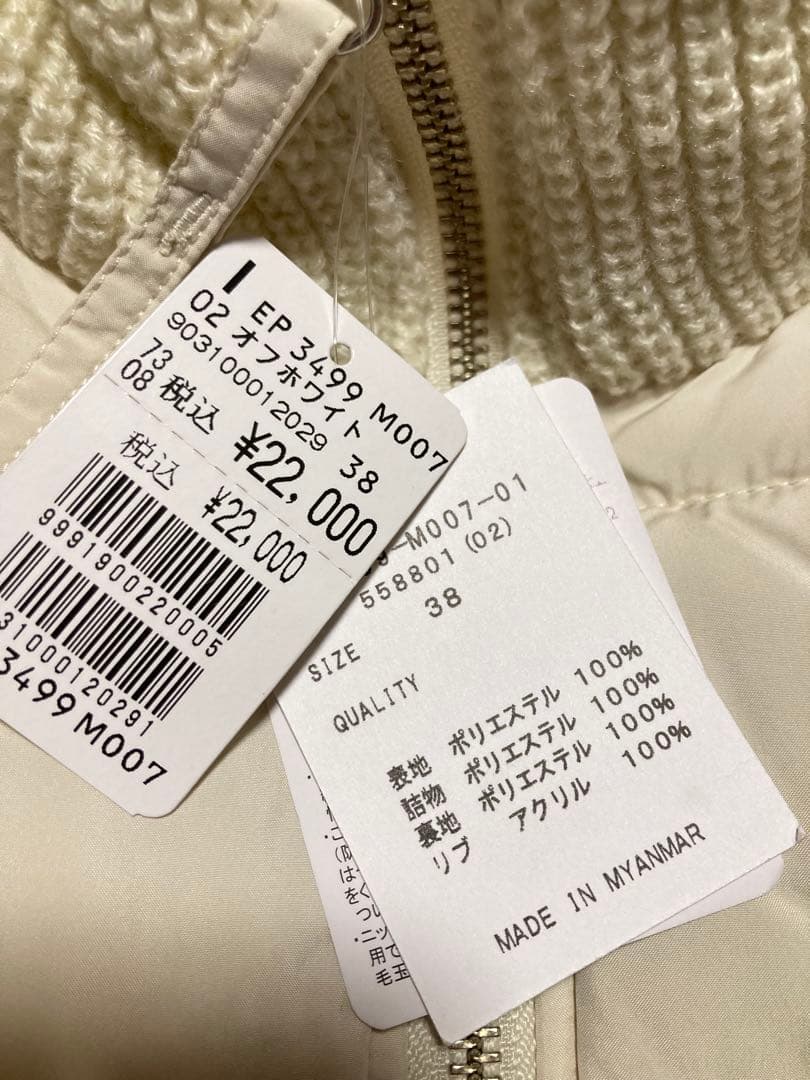 EP 3499 M007
02 オフホワイト
903100012029 38
73
08 税込 ¥22,000
税込 ¥22,000
9991900220005
31000120291
3499 M007
9-M007-01
558801 (02)
SIZE 38
QUALITY
表地 ポリエステル 100%
詰物 ポリエステル 100%
裏地 ポリエステル 100%
リブ アクリル 100%
MADE IN MYANMAR